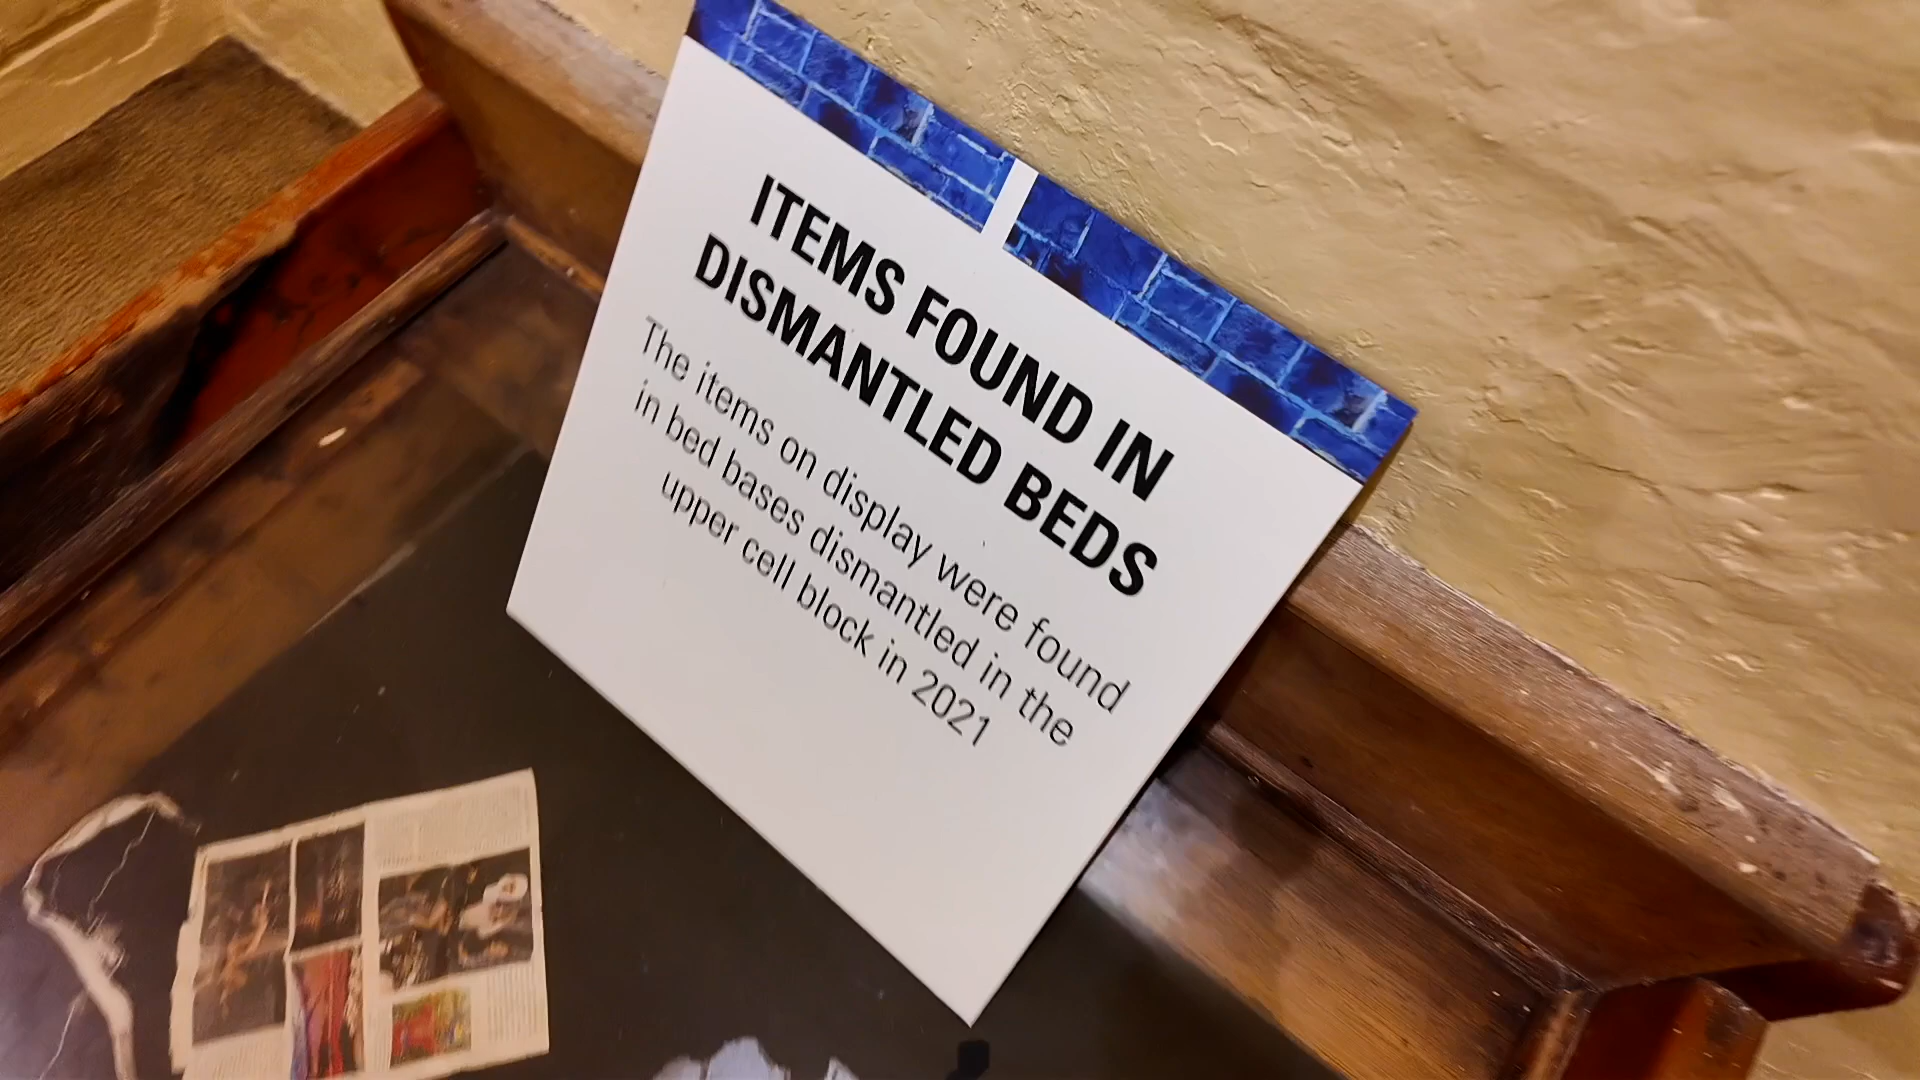 ITEMS FOUND IN
DISMANTLED BEDS
The items on display were found
in bed bases dismantled in the
upper cell block in 2021